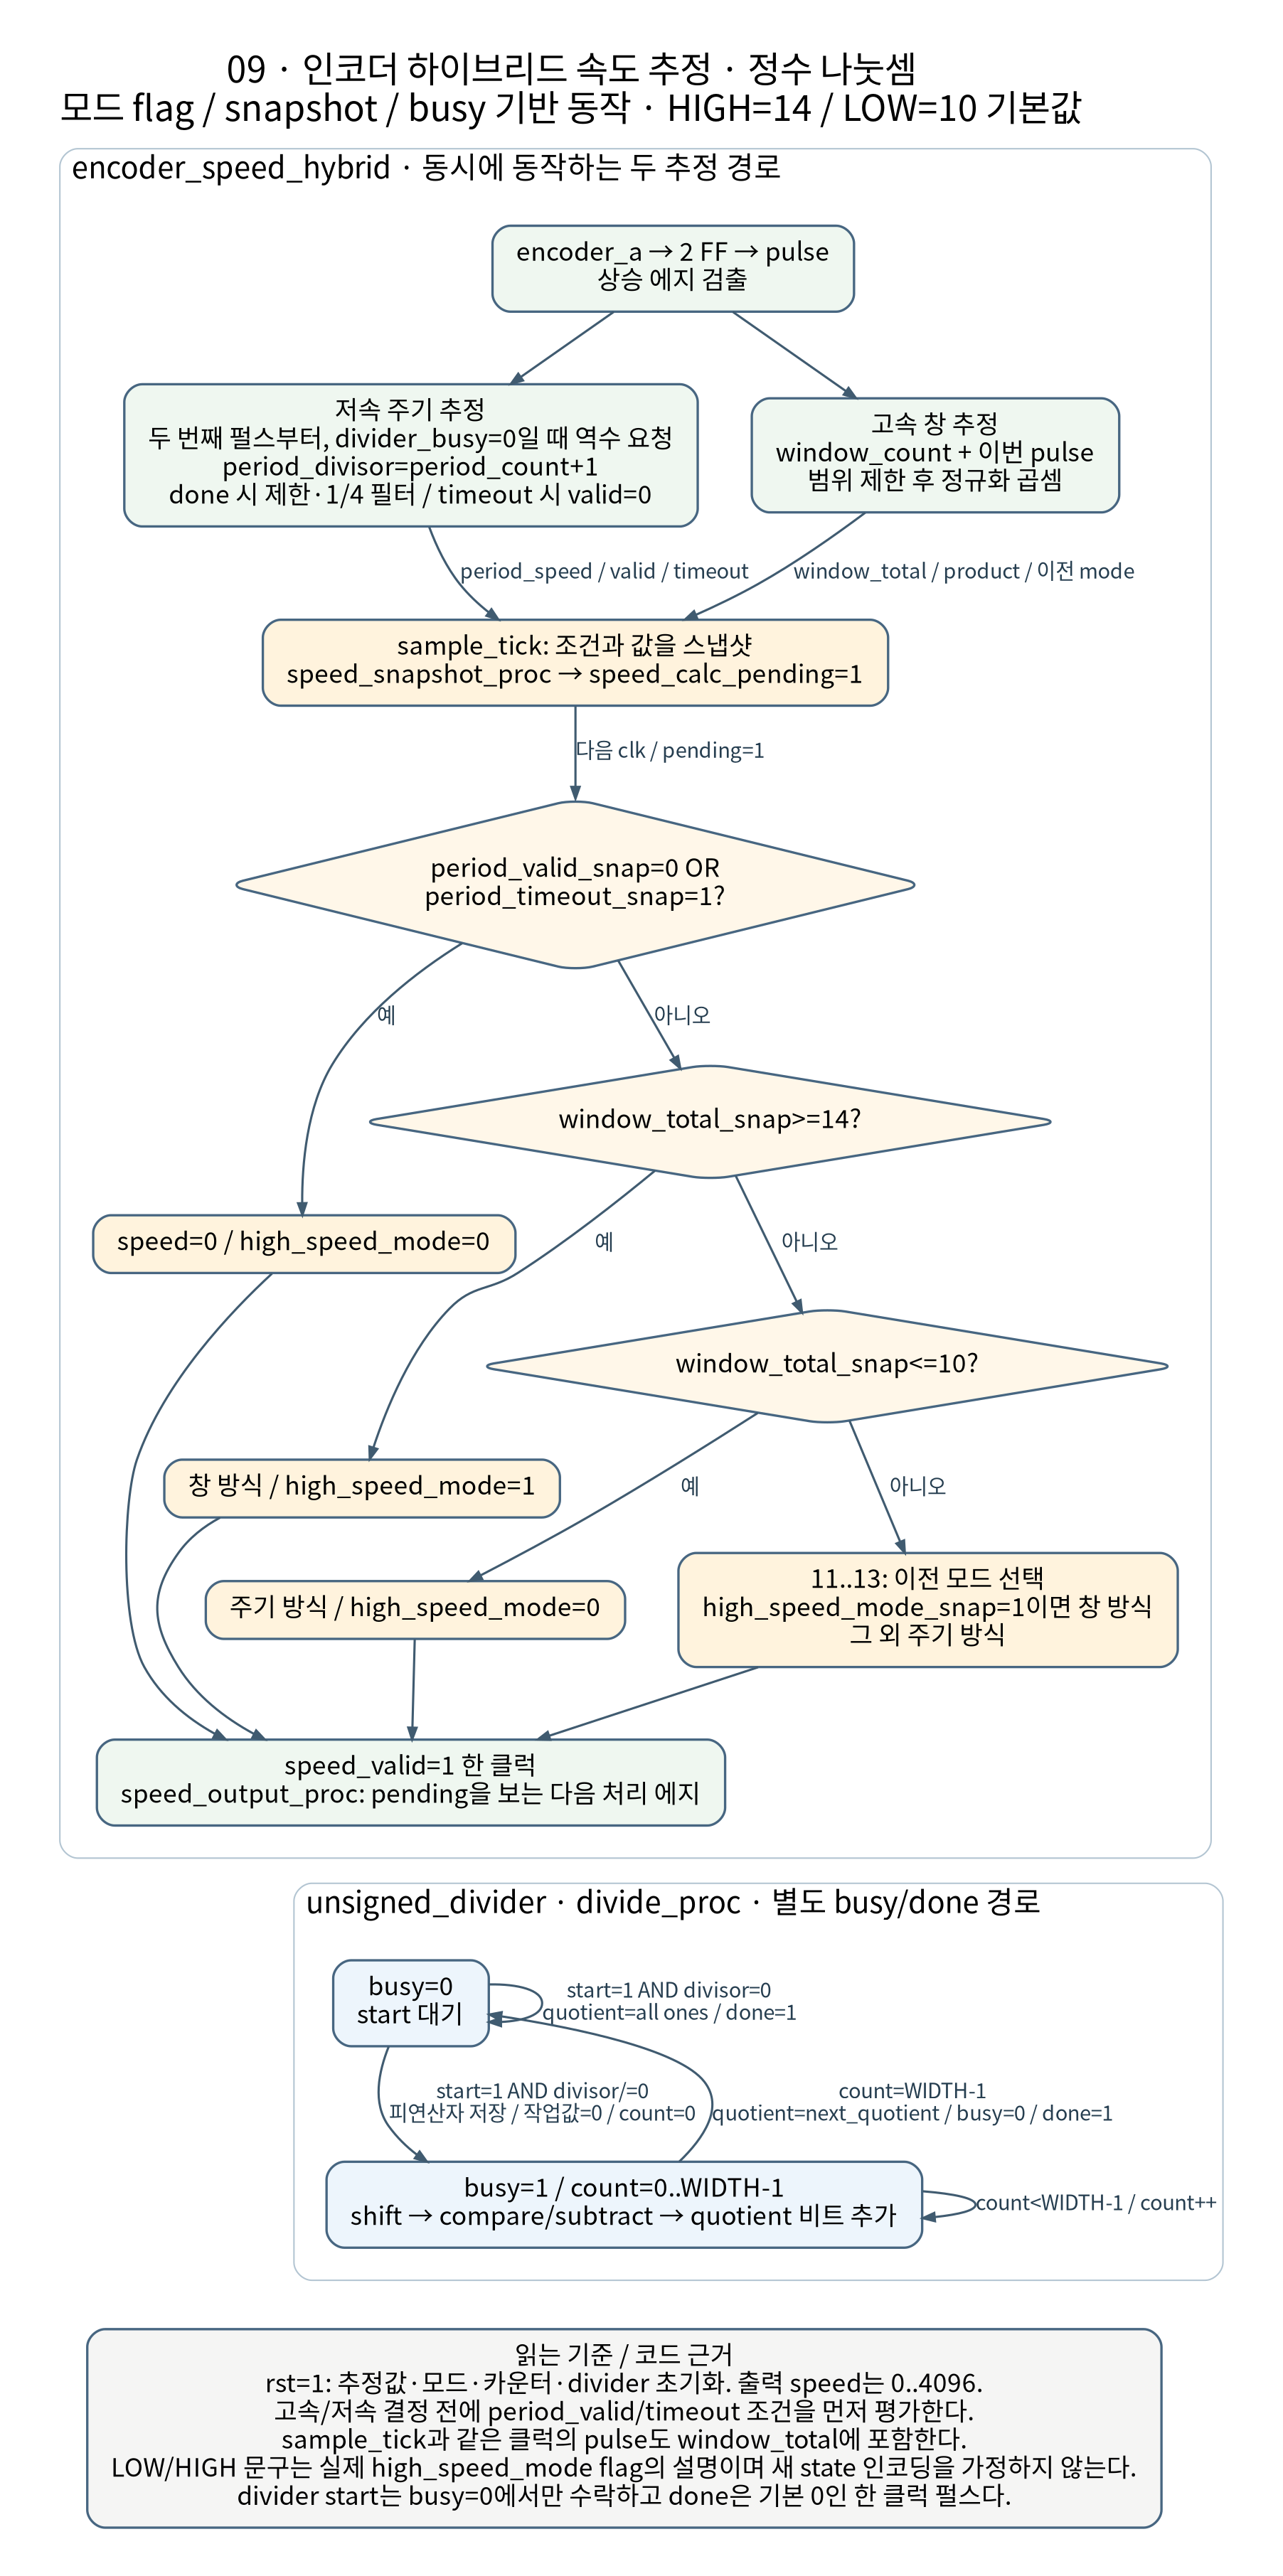 09 · 인코더 하이브리드 속도 추정 · 정수 나눗셈
모드 flag / snapshot / busy 기반 동작 · HIGH=14 / LOW=10 기본값
encoder_speed_hybrid · 동시에 동작하는 두 추정 경로
encoder_a → 2 FF → pulse
상승 에지 검출
저속 주기 추정
두 번째 펄스부터, divider_busy=0일 때 역수 요청
period_divisor=period_count+1
done 시 제한·1/4 필터 / timeout 시 valid=0
고속 창 추정
window_count + 이번 pulse
범위 제한 후 정규화 곱셈
period_speed / valid / timeout
window_total / product / 이전 mode
sample_tick: 조건과 값을 스냅샷
speed_snapshot_proc → speed_calc_pending=1
다음 clk / pending=1
period_valid_snap=0 OR
period_timeout_snap=1?
예
아니오
window_total_snap>=14?
speed=0 / high_speed_mode=0
예
아니오
window_total_snap<=10?
창 방식 / high_speed_mode=1
예
아니오
주기 방식 / high_speed_mode=0
11..13: 이전 모드 선택
high_speed_mode_snap=1이면 창 방식
그 외 주기 방식
speed_valid=1 한 클럭
speed_output_proc: pending을 보는 다음 처리 에지
unsigned_divider · divide_proc · 별도 busy/done 경로
busy=0
start 대기
start=1 AND divisor=0
quotient=all ones / done=1
start=1 AND divisor/=0
피연산자 저장 / 작업값=0 / count=0
count=WIDTH-1
quotient=next_quotient / busy=0 / done=1
busy=1 / count=0..WIDTH-1
shift → compare/subtract → quotient 비트 추가
count<WIDTH-1 / count++
읽는 기준 / 코드 근거
rst=1: 추정값·모드·카운터·divider 초기화. 출력 speed는 0..4096.
고속/저속 결정 전에 period_valid/timeout 조건을 먼저 평가한다.
sample_tick과 같은 클럭의 pulse도 window_total에 포함한다.
LOW/HIGH 문구는 실제 high_speed_mode flag의 설명이며 새 state 인코딩을 가정하지 않는다.
divider start는 busy=0에서만 수락하고 done은 기본 0인 한 클럭 펄스다.